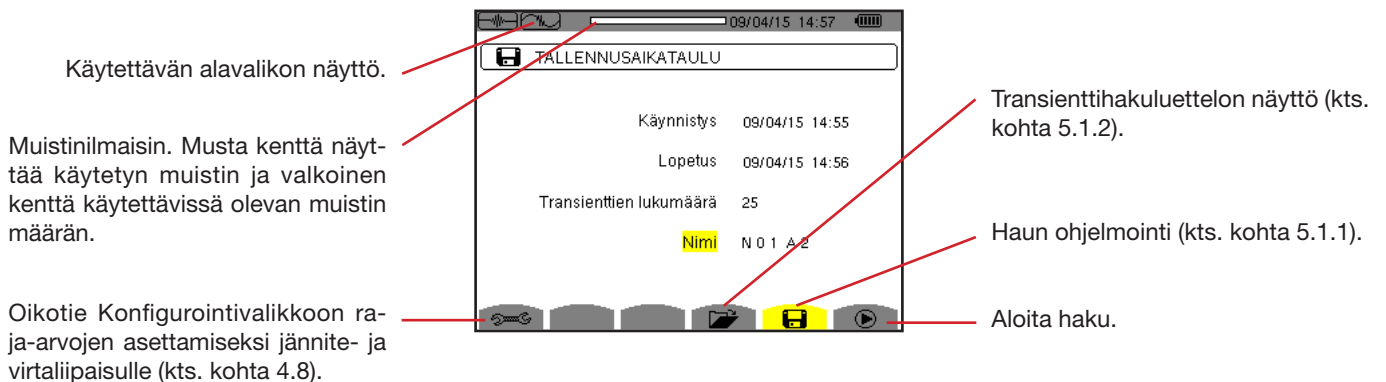 09/04/15 14:57
TALLENNUSAIKATAULU
Käynnistys 09/04/15 14:55
Lopetus 09/04/15 14:56
Transienttien lukumäärä 25
Nimi N 0 1 A 2
Käytettävän alavalikon näyttö.
Muistinilmaisin. Musta kenttä näyt-
tää käytetyn muistin ja valkoinen
kenttä käytettävissä olevan muistin
määrän.
Oikotie Konfigurointivalikkoon ra-
ja-arvojen asettamiseksi jännite- ja
virtaliipaisulle (kts. kohta 4.8).
Transienttihakuluettelon näyttö (kts.
kohta 5.1.2).
Haun ohjelmointi (kts. kohta 5.1.1).
Aloita haku.